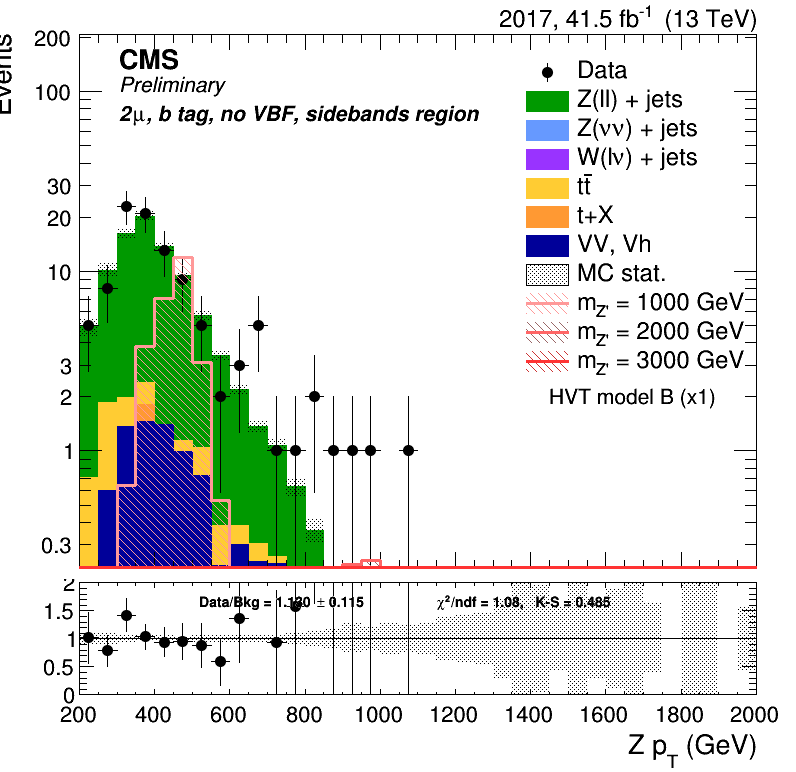 2017, 41.5 fb⁻¹ (13 TeV)
Events
CMS
Preliminary
2μ, b tag, no VBF, sidebands region
Data
Z(ll) + jets
Z(νν) + jets
W(lν) + jets
tt̄
t+X
VV, Vh
MC stat.
m_Z' = 1000 GeV
m_Z' = 2000 GeV
m_Z' = 3000 GeV
HVT model B (x1)
200
100
30
20
10
3
2
1
0.3
Data/Bkg = 1.130 ± 0.115
χ²/ndf = 1.08, K-S = 0.485
2
1.5
1
0.5
0
200 400 600 800 1000 1200 1400 1600 1800 2000
Z p_T (GeV)